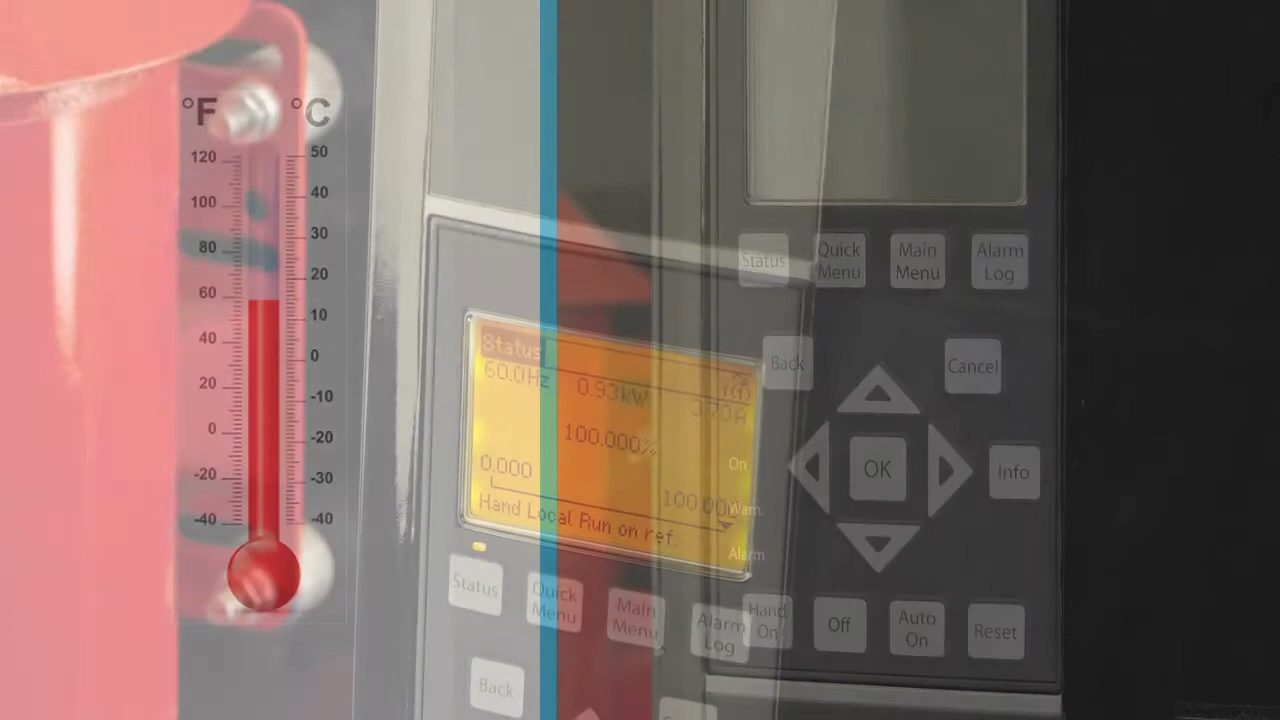 °F °C
120 50
100 40
80 30
60 20
40 10
20 0
0 -10
-20 -20
-40 -30
-40
Status Quick Menu Main Menu Alarm Log
Back Cancel
OK Info
On
Warn.
Alarm
Hand On Off Auto On Reset
Status
60.0Hz 0.93kW
100.000%
0.000
Hand Local Run on ref.
Status Quick Menu Main Menu Alarm Log
Back